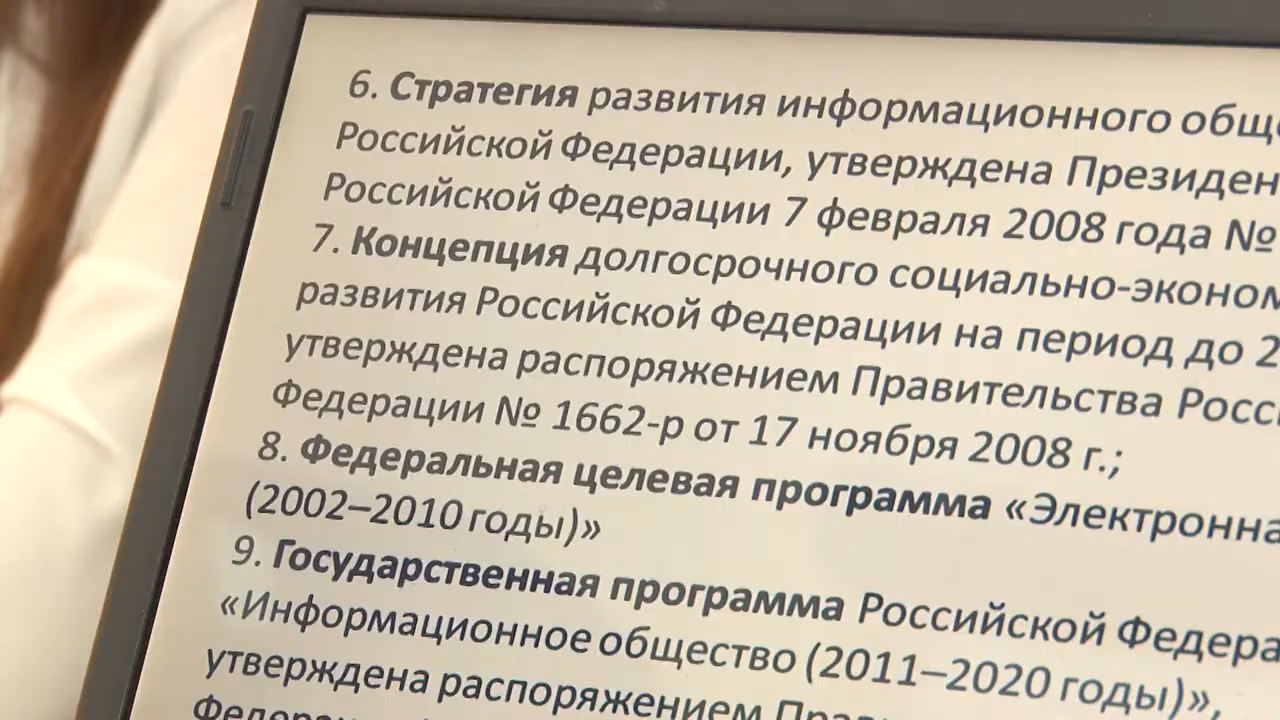 6. Стратегия развития информационного общ
Российской Федерации, утверждена Президен
Российской Федерации 7 февраля 2008 года №
7. Концепция долгосрочного социально-эконом
развития Российской Федерации на период до 2
утверждена распоряжением Правительства Росс
Федерации № 1662-р от 17 ноября 2008 г.;
8. Федеральная целевая программа «Электронна
(2002–2010 годы)»
9. Государственная программа Российской Федера
«Информационное общество (2011–2020 годы)»,
утверждена распоряжением Прав
Федерац